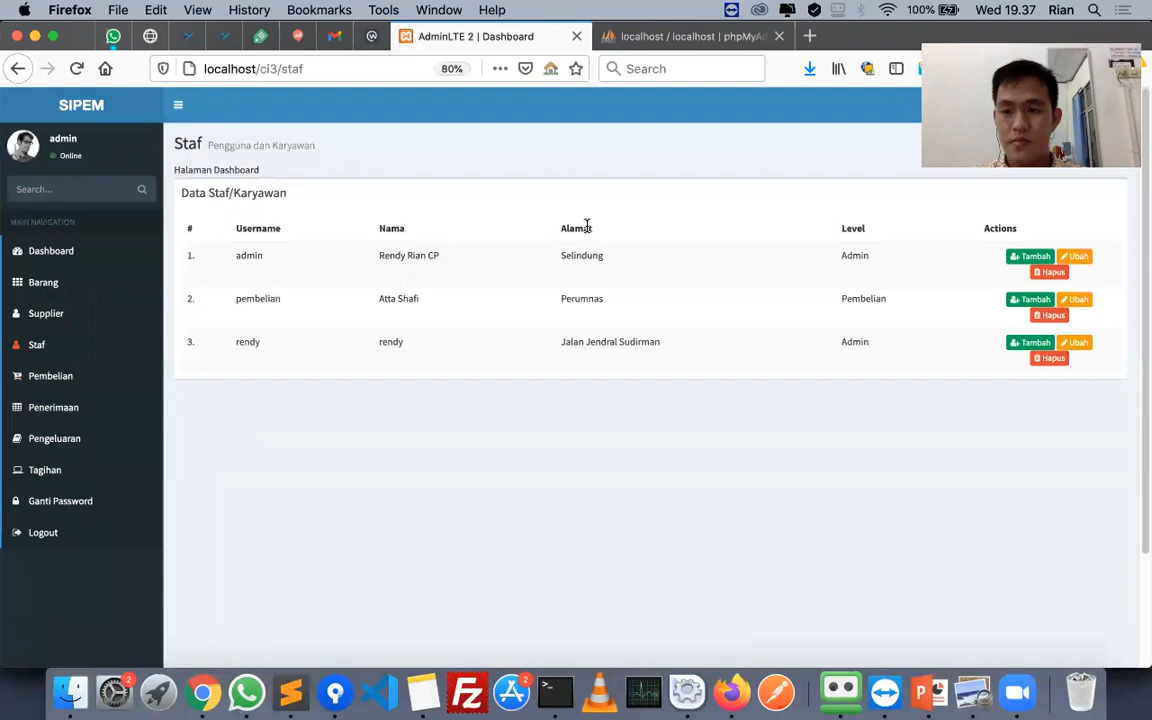 Firefox File Edit View History Bookmarks Tools Window Help 100% Wed 19.37 Rian
AdminLTE 2 | Dashboard localhost / localhost | phpMyAd
localhost/ci3/staf 80% Search
SIPEM
admin
Online
Search...
MAIN NAVIGATION
Dashboard
Barang
Supplier
Staf
Pembelian
Penerimaan
Pengeluaran
Tagihan
Ganti Password
Logout
Staf Pengguna dan Karyawan
Halaman Dashboard
Data Staf/Karyawan
# Username Nama Alamat Level Actions
1. admin Rendy Rian CP Selindung Admin Tambah Ubah
Hapus
2. pembelian Atta Shafi Perumnas Pembelian Tambah Ubah
Hapus
3. rendy rendy Jalan Jendral Sudirman Admin Tambah Ubah
Hapus
2 2